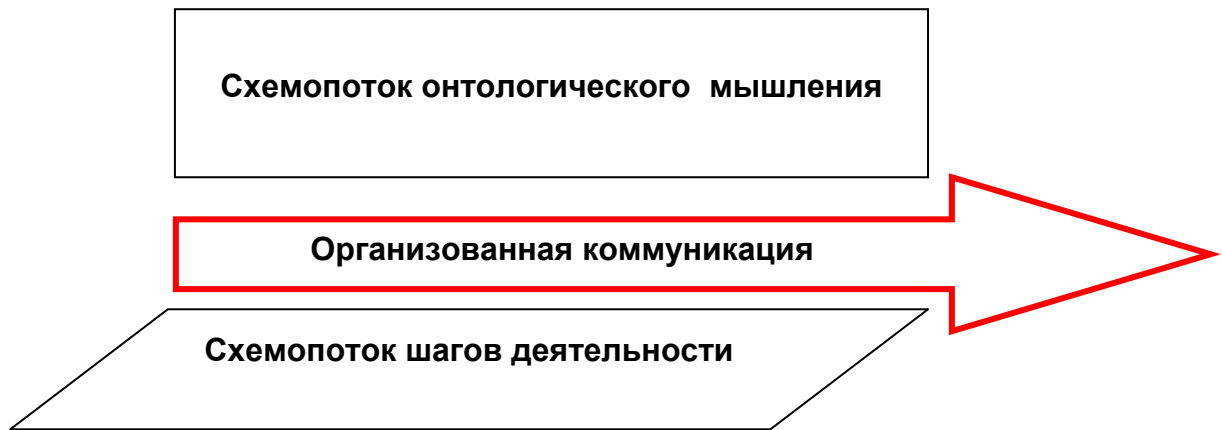 Схемопоток онтологического мышления
Организованная коммуникация
Схемопоток шагов деятельности